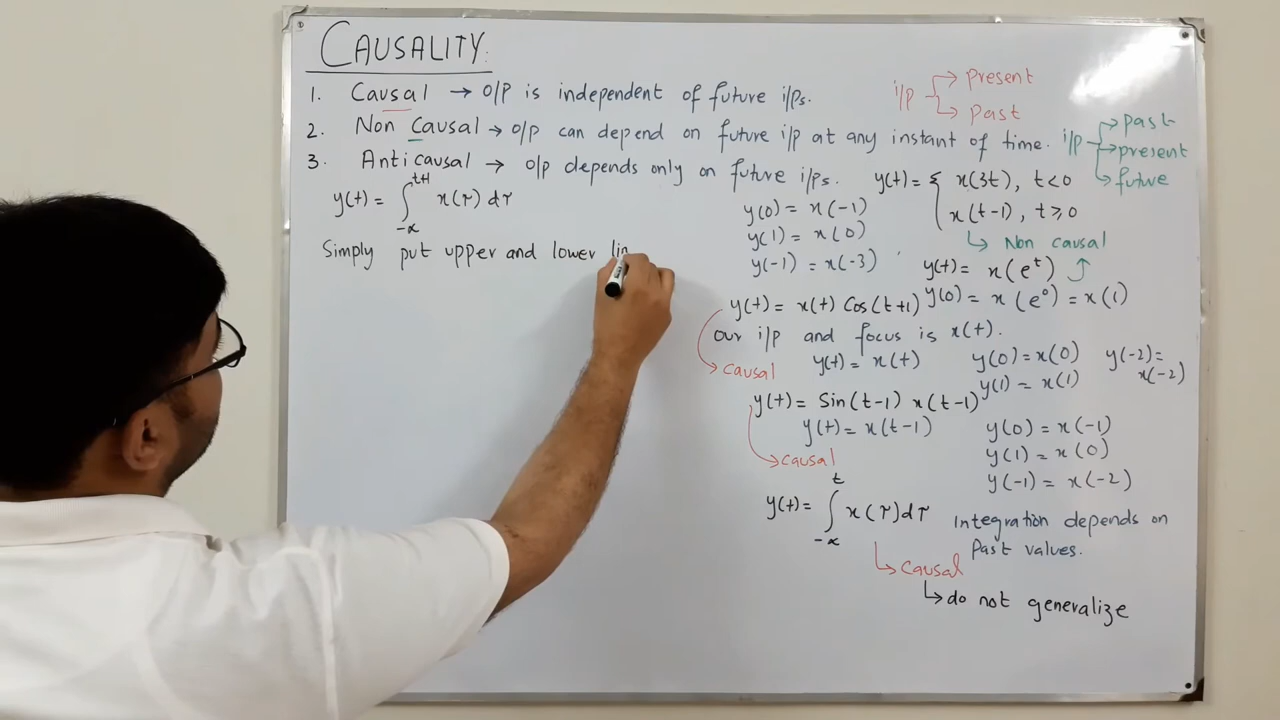 CAUSALITY.
1. Causal → o/p is independent of future i/ps.
i/p → present
→ past
2. Non Causal → o/p can depend on future i/p at any instant of time.
i/p → past
→ present
→ future
3. Anticausal → o/p depends only on future i/ps.
y(t) = ∫_{-∞}^{t+1} x(τ) dτ
Simply put upper and lower
y(t) = { x(3t), t<0
x(t-1), t≥0
↳ Non causal
y(0) = x(-1)
y(1) = x(0)
y(-1) = x(-3)
y(t) = x(e^t)
y(0) = x(e^0) = x(1)
y(t) = x(t) Cos(t+1)
our i/p and focus is x(t).
→ causal
y(t) = x(t)
y(0) = x(0)
y(1) = x(1)
y(-2) = x(-2)
y(t) = Sin(t-1) x(t-1)
y(t) = x(t-1)
→ causal
y(0) = x(-1)
y(1) = x(0)
y(-1) = x(-2)
y(t) = ∫_{-∞}^{t} x(τ) dτ
Integration depends on
Past values.
↳ causal
↳ do not generalize